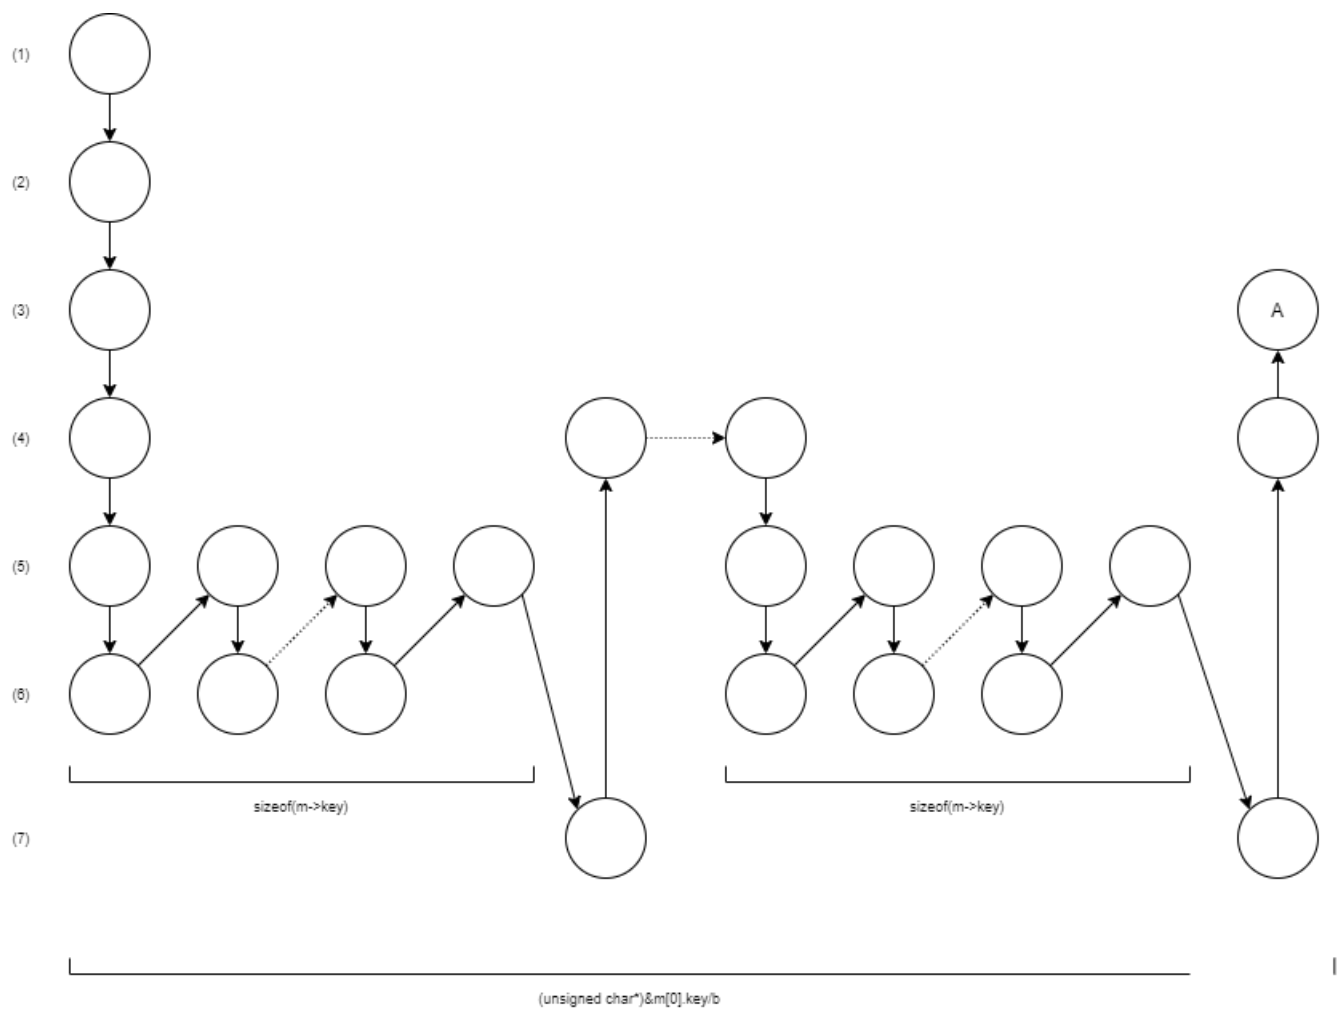 (1)
(2)
(3)
A
(4)
(5)
(6)
sizeof(m->key)
sizeof(m->key)
(7)
(unsigned char*)&m[0].key/b